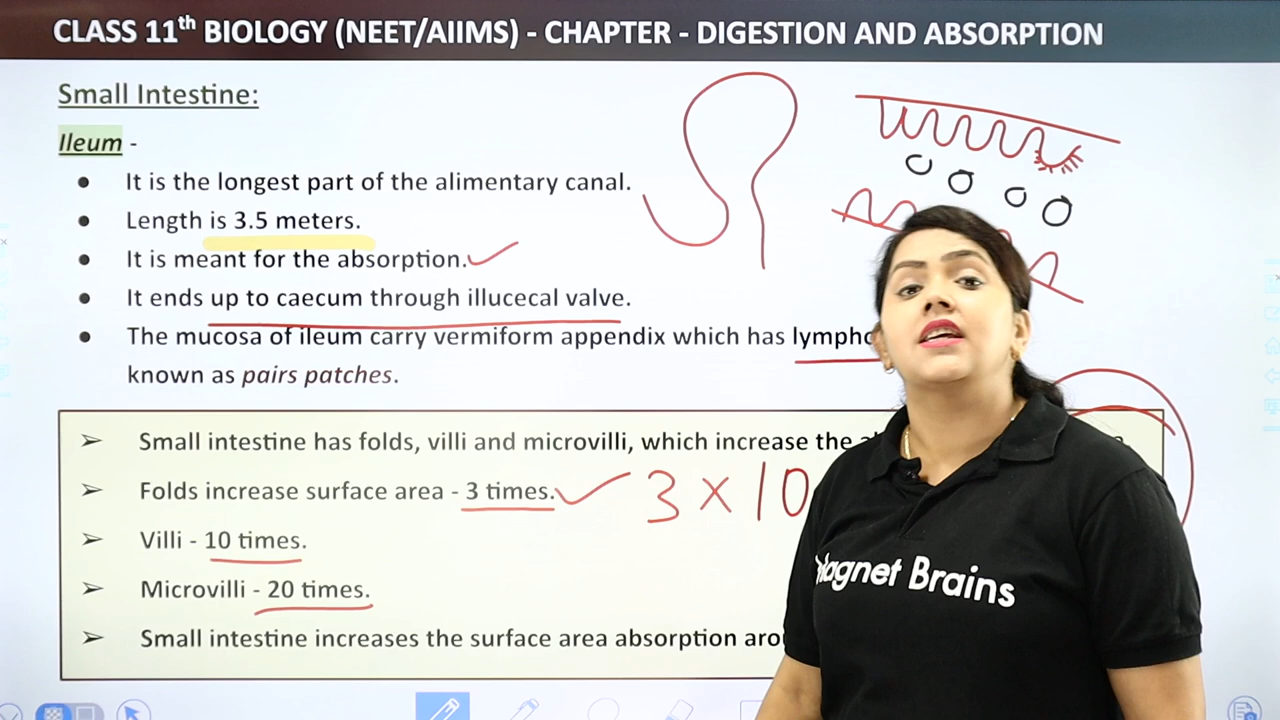 CLASS 11th BIOLOGY (NEET/AIIMS) - CHAPTER - DIGESTION AND ABSORPTION
Small Intestine:
Ileum -
● It is the longest part of the alimentary canal.
● Length is 3.5 meters.
● It is meant for the absorption.
● It ends up to caecum through illucecal valve.
● The mucosa of ileum carry vermiform appendix which has
known as pairs patches.
➢ Small intestine has folds, villi and microvilli, which increase the
➢ Folds increase surface area - 3 times. 3 × 10
➢ Villi - 10 times.
➢ Microvilli - 20 times.
➢ Small intestine increases the surface area absorption
Magnet Brains